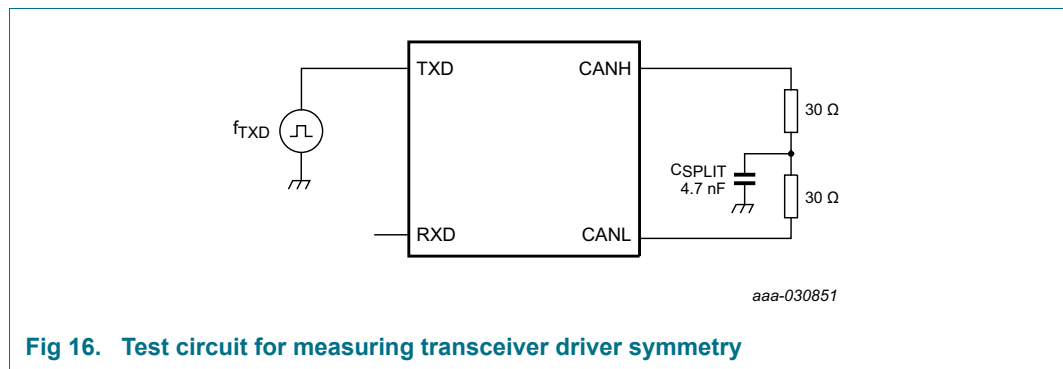 TXD
CANH
30 Ω
fTXD
CSPLIT
4.7 nF
30 Ω
RXD
CANL
aaa-030851
Fig 16. Test circuit for measuring transceiver driver symmetry